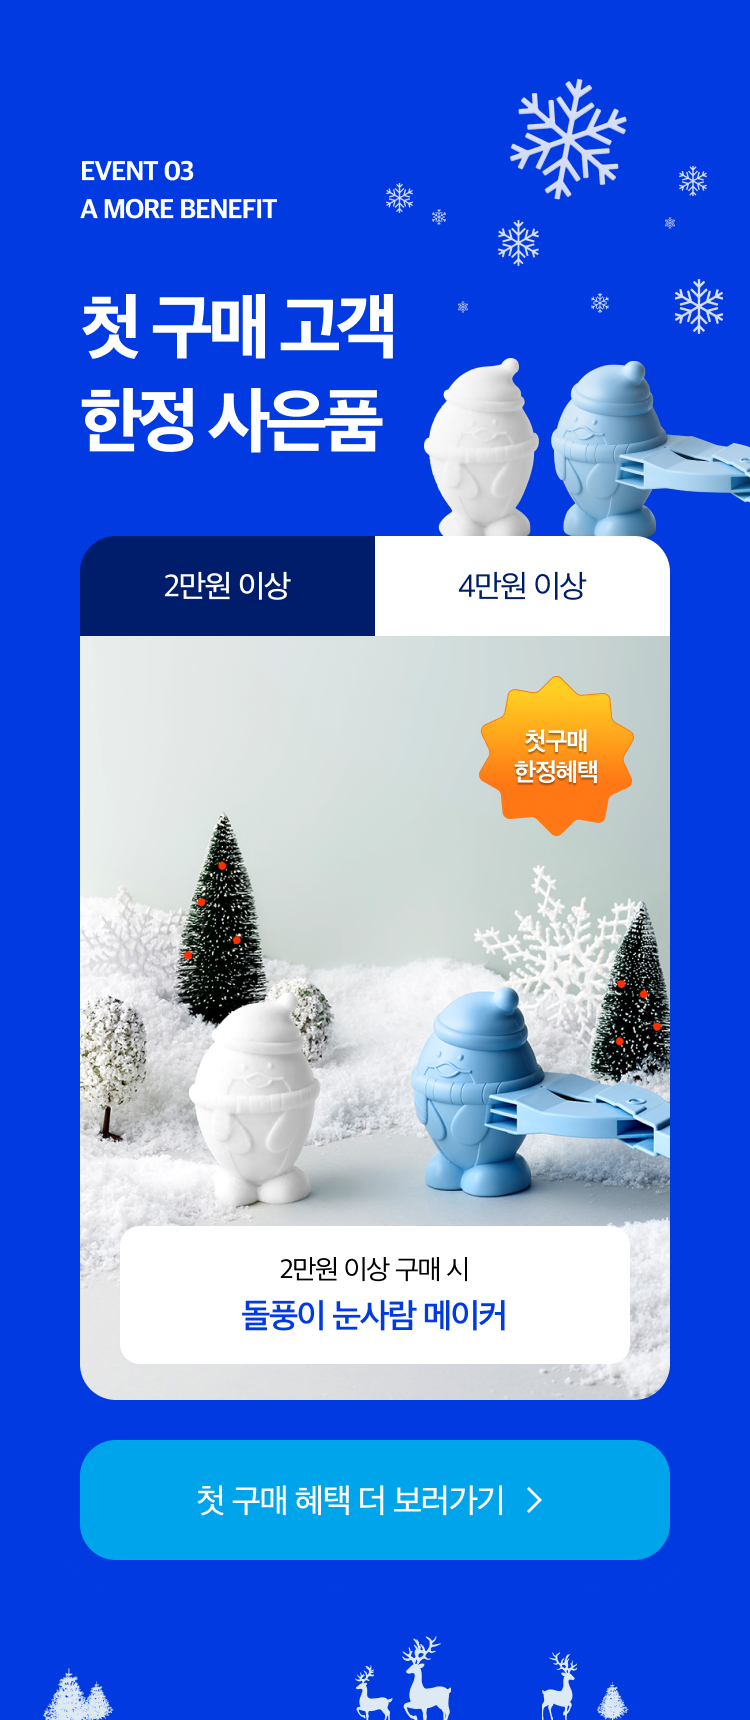 EVENT 03
A MORE BENEFIT
첫 구매 고객
한정 사은품
2만원 이상
4만원 이상
첫구매
한정혜택
2만원 이상 구매 시
돌풍이 눈사람 메이커
첫 구매 혜택 더 보러가기